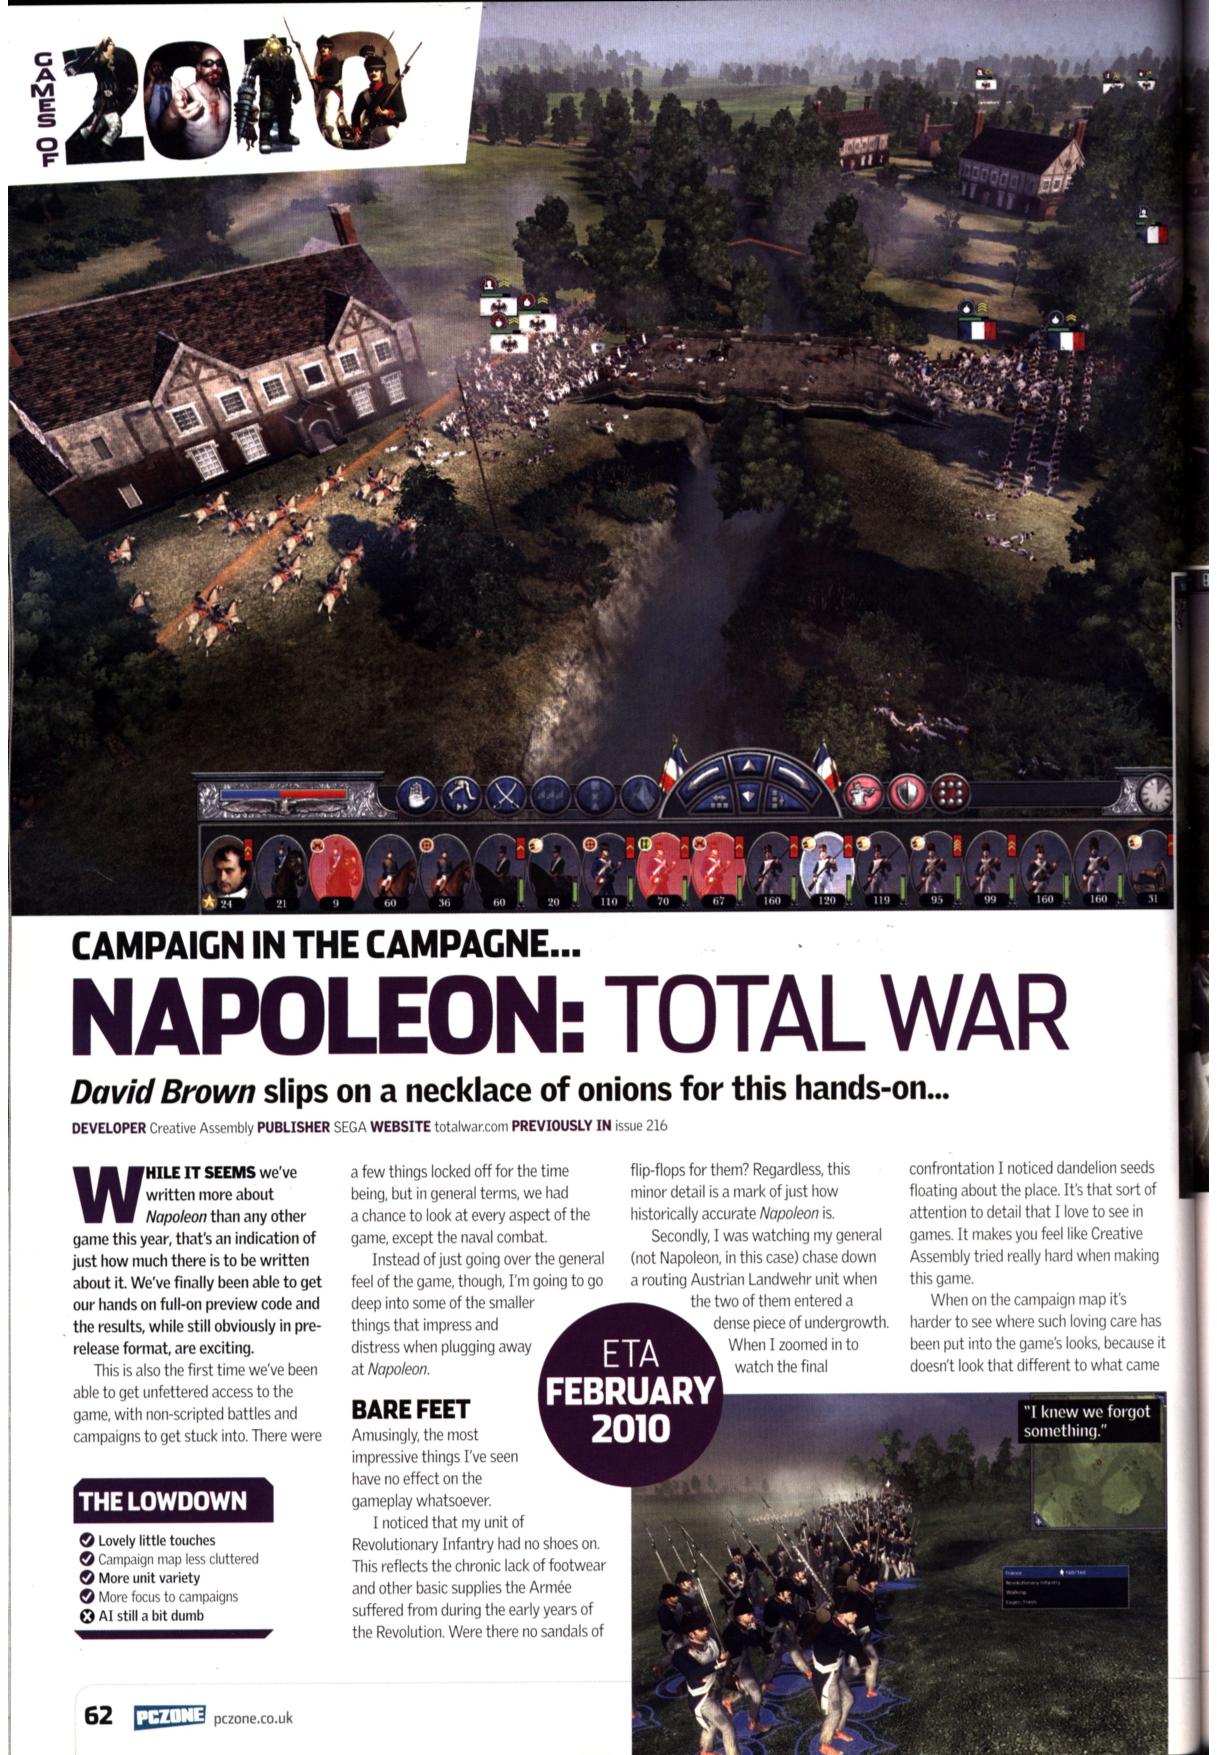 GAMES OF
2010
24 21 9 60 36 60 20 110 70 67 160 120 119 95 99 160 160 31
CAMPAIGN IN THE CAMPAGNE...
NAPOLEON: TOTAL WAR
David Brown slips on a necklace of onions for this hands-on...
DEVELOPER Creative Assembly PUBLISHER SEGA WEBSITE totalwar.com PREVIOUSLY IN issue 216
WHILE IT SEEMS we've
written more about
Napoleon than any other
game this year, that's an indication of
just how much there is to be written
about it. We've finally been able to get
our hands on full-on preview code and
the results, while still obviously in pre-
release format, are exciting.
This is also the first time we've been
able to get unfettered access to the
game, with non-scripted battles and
campaigns to get stuck into. There were
THE LOWDOWN
Lovely little touches
Campaign map less cluttered
More unit variety
More focus to campaigns
AI still a bit dumb
a few things locked off for the time
being, but in general terms, we had
a chance to look at every aspect of the
game, except the naval combat.
Instead of just going over the general
feel of the game, though, I'm going to go
deep into some of the smaller
things that impress and
distress when plugging away
at Napoleon.
BARE FEET
Amusingly, the most
impressive things I've seen
have no effect on the
gameplay whatsoever.
I noticed that my unit of
Revolutionary Infantry had no shoes on.
This reflects the chronic lack of footwear
and other basic supplies the Armée
suffered from during the early years of
the Revolution. Were there no sandals of
flip-flops for them? Regardless, this
minor detail is a mark of just how
historically accurate Napoleon is.
Secondly, I was watching my general
(not Napoleon, in this case) chase down
a routing Austrian Landwehr unit when
the two of them entered a
dense piece of undergrowth.
When I zoomed in to
watch the final
ETA
FEBRUARY
2010
confrontation I noticed dandelion seeds
floating about the place. It's that sort of
attention to detail that I love to see in
games. It makes you feel like Creative
Assembly tried really hard when making
this game.
When on the campaign map it's
harder to see where such loving care has
been put into the game's looks, because it
doesn't look that different to what came
"I knew we forgot
something."
France 160/160
Revolutionary Infantry
Walking
Eager, Fresh
62 PCZONE pczone.co.uk